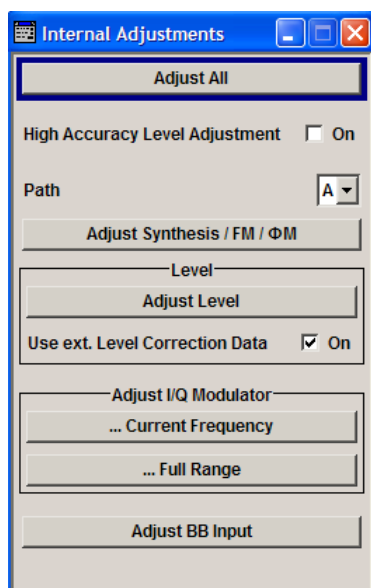 Internal Adjustments
Adjust All
High Accuracy Level Adjustment On
Path A
Adjust Synthesis / FM / ΦM
Level
Adjust Level
Use ext. Level Correction Data On
Adjust I/Q Modulator
... Current Frequency
... Full Range
Adjust BB Input